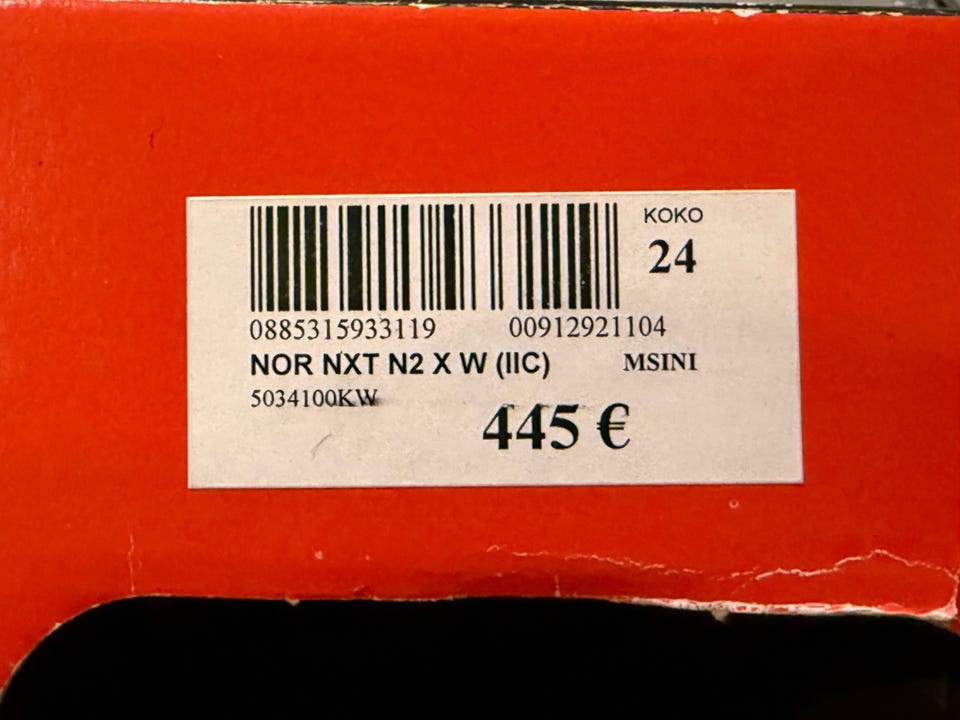 KOKO
24
0885315933119 00912921104
NOR NXT N2 X W (IIC) MSINI
5034100KW
445 €